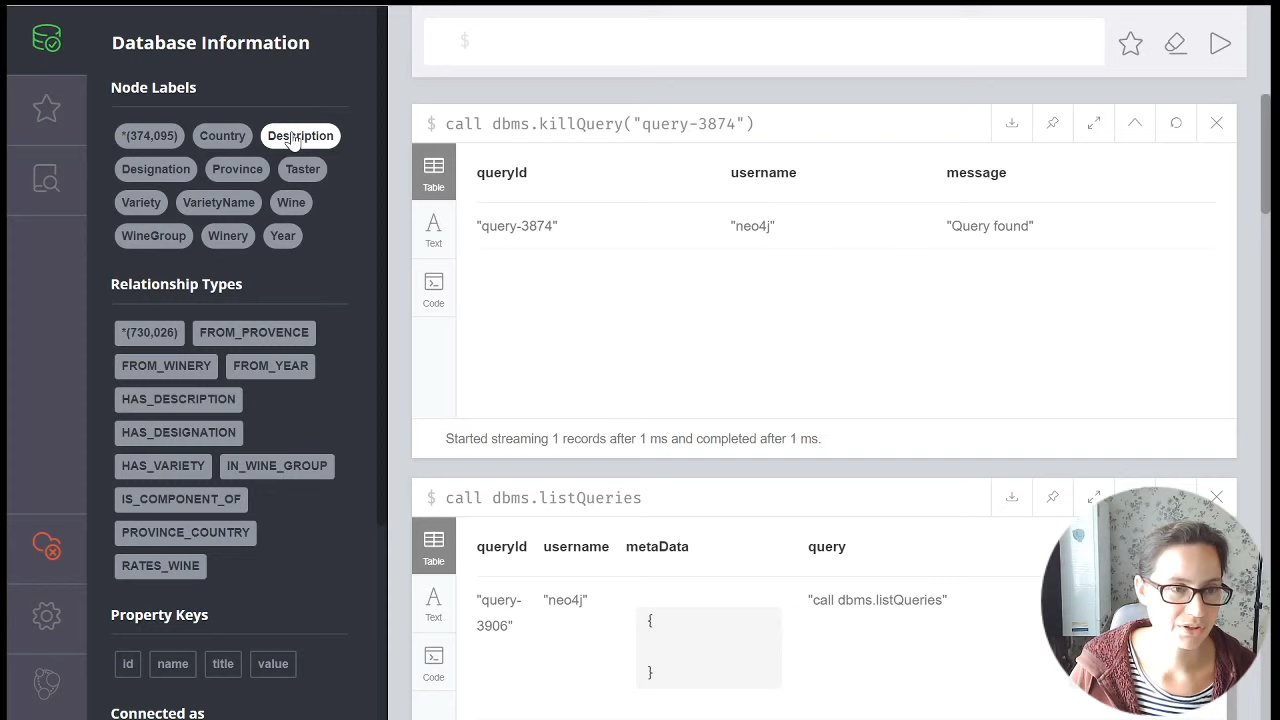 Database Information
Node Labels
*(374,095) Country Description
Designation Province Taster
Variety VarietyName Wine
WineGroup Winery Year
Relationship Types
*(730,026) FROM_PROVENCE
FROM_WINERY FROM_YEAR
HAS_DESCRIPTION
HAS_DESIGNATION
HAS_VARIETY IN_WINE_GROUP
IS_COMPONENT_OF
PROVINCE_COUNTRY
RATES_WINE
Property Keys
id name title value
Connected as
$
$ call dbms.killQuery("query-3874")
Table
Text
Code
queryId username message
"query-3874" "neo4j" "Query found"
Started streaming 1 records after 1 ms and completed after 1 ms.
$ call dbms.listQueries
Table
Text
Code
queryId username metaData query
"query-
3906" "neo4j" { "call dbms.listQueries"
}